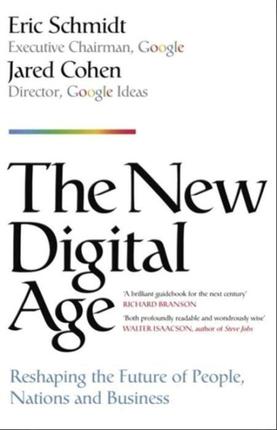 Eric Schmidt
Executive Chairman, Google
Jared Cohen
Director, Google Ideas
The New
Digital
Age
'A brilliant guidebook for the next century'
RICHARD BRANSON
'Both profoundly readable and wondrously wise'
WALTER ISAACSON, author of Steve Jobs
Reshaping the Future of People,
Nations and Business